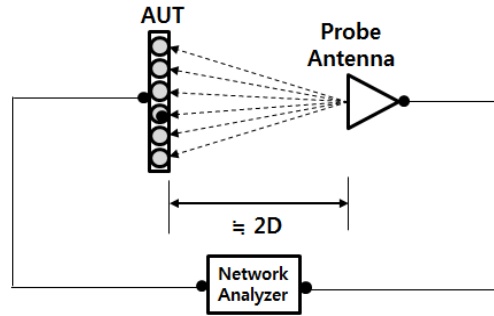 AUT
Probe
Antenna
≒ 2D
Network
Analyzer